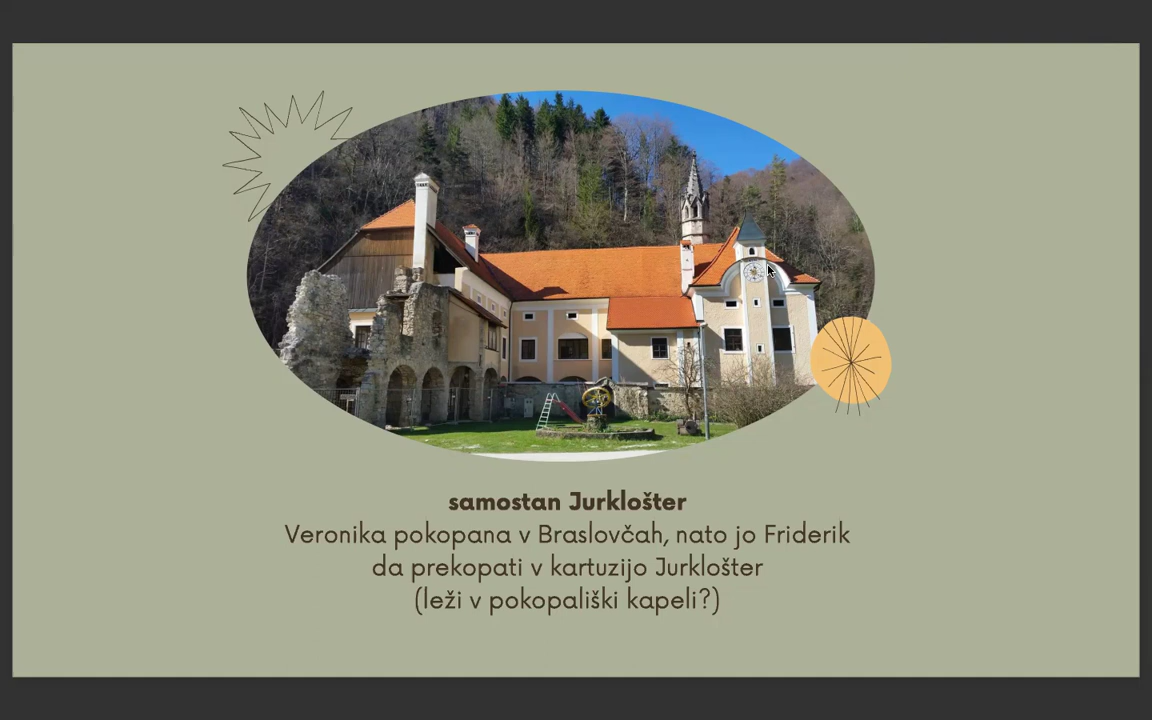 samostan Jurklošter
Veronika pokopana v Braslovčah, nato jo Friderik
da prekopati v kartuzijo Jurklošter
(leži v pokopališki kapeli?)